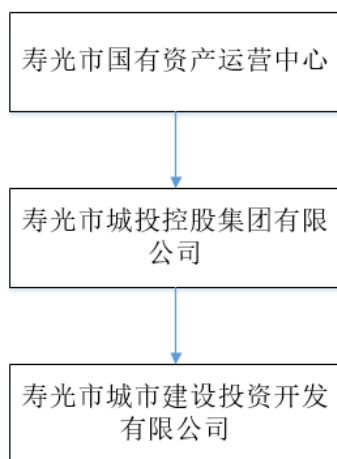 寿光市国有资产运营中心
寿光市城投控股集团有限
公司
寿光市城市建设投资开发
有限公司